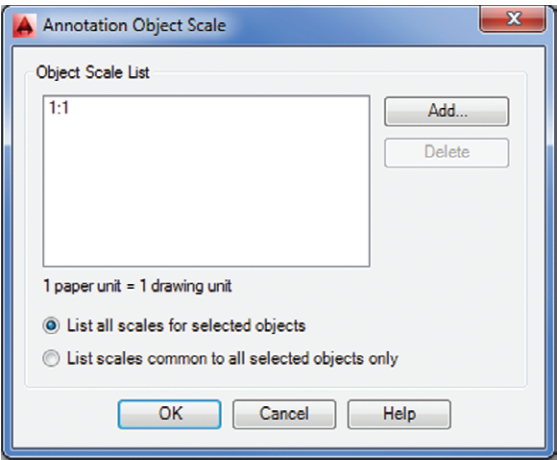 Annotation Object Scale
Object Scale List
1:1
Add...
Delete
1 paper unit = 1 drawing unit
List all scales for selected objects
List scales common to all selected objects only
OK Cancel Help